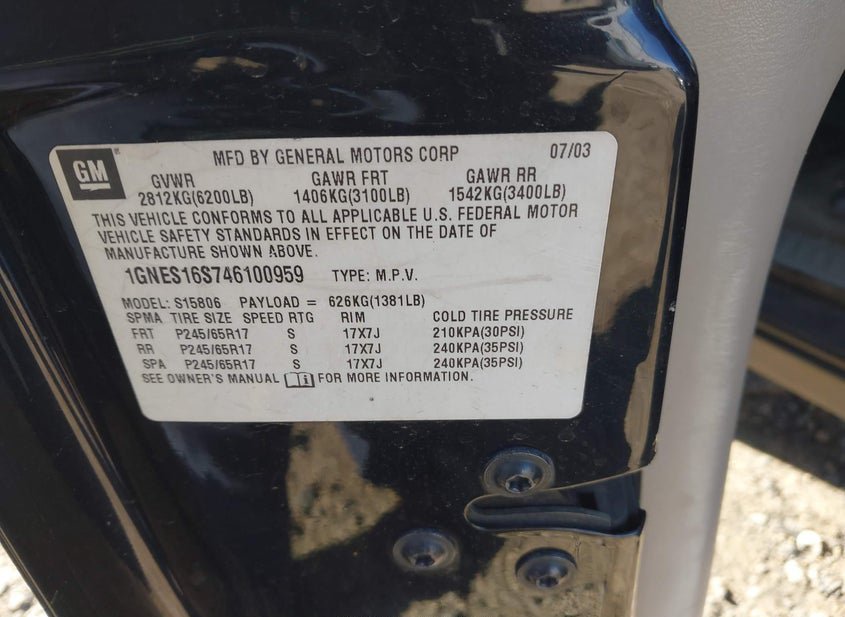 GM
MFD BY GENERAL MOTORS CORP 07/03
GVWR GAWR FRT GAWR RR
2812KG(6200LB) 1406KG(3100LB) 1542KG(3400LB)
THIS VEHICLE CONFORMS TO ALL APPLICABLE U.S. FEDERAL MOTOR
VEHICLE SAFETY STANDARDS IN EFFECT ON THE DATE OF
MANUFACTURE SHOWN ABOVE.
1GNES16S746100959 TYPE: M.P.V.
MODEL: S15806 PAYLOAD = 626KG(1381LB)
SPMA TIRE SIZE SPEED RTG RIM COLD TIRE PRESSURE
FRT P245/65R17 S 17X7J 210KPA(30PSI)
RR P245/65R17 S 17X7J 240KPA(35PSI)
SPA P245/65R17 S 17X7J 240KPA(35PSI)
SEE OWNER'S MANUAL FOR MORE INFORMATION.